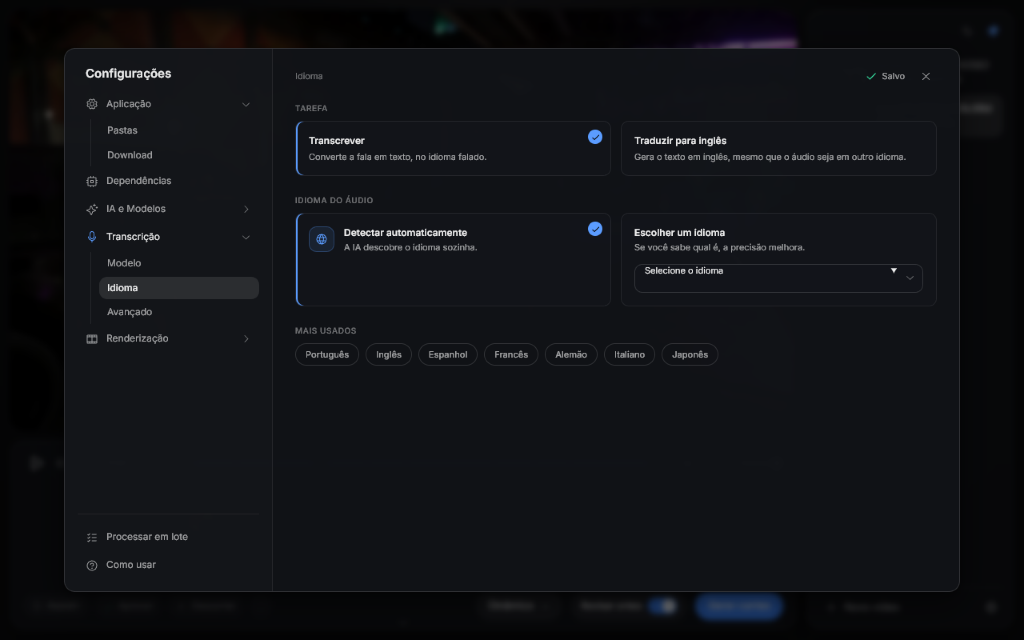 Configurações
Aplicação
Pastas
Download
Dependências
IA e Modelos
Transcrição
Modelo
Idioma
Avançado
Renderização
Processar em lote
Como usar
Idioma
Salvo
TAREFA
Transcrever
Converte a fala em texto, no idioma falado.
Traduzir para inglês
Gera o texto em inglês, mesmo que o áudio seja em outro idioma.
IDIOMA DO ÁUDIO
Detectar automaticamente
A IA descobre o idioma sozinha.
Escolher um idioma
Se você sabe qual é, a precisão melhora.
Selecione o idioma
MAIS USADOS
Português
Inglês
Espanhol
Francês
Alemão
Italiano
Japonês